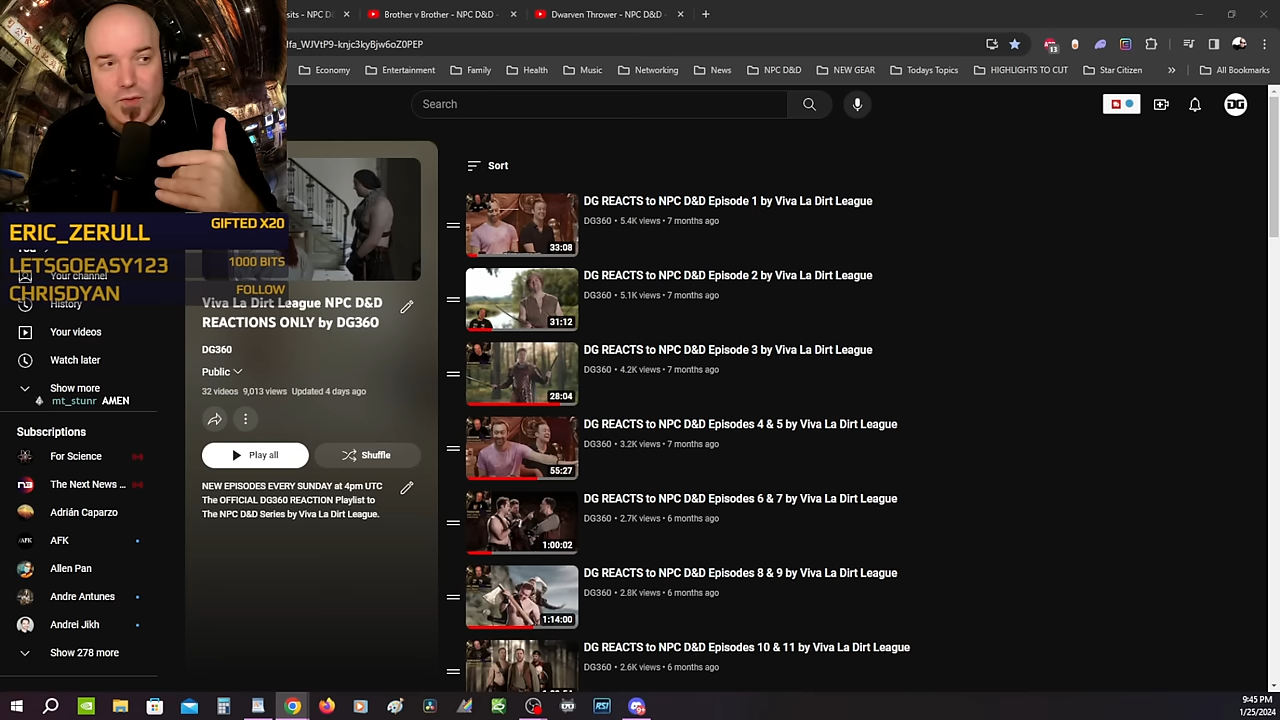 sits - NPC D&D
Brother v Brother - NPC D&D -
Dwarven Thrower - NPC D&D -
13
Economy
Entertainment
Family
Health
Music
Networking
News
NPC D&D
NEW GEAR
Todays Topics
HIGHLIGHTS TO CUT
Star Citizen
All Bookmarks
Search
DG
ERIC_ZERULL GIFTED X20
LETSGOEASY123 1000 BITS
CHRISDYAN FOLLOW
Your channel
History
Your videos
Watch later
Show more
mt_stunr AMEN
Subscriptions
For Science
The Next News ...
Adrián Caparzo
AFK
Allen Pan
Andre Antunes
Andrei Jikh
Show 278 more
Viva La Dirt League NPC D&D
REACTIONS ONLY by DG360
DG360
Public
32 videos 9,013 views Updated 4 days ago
Play all
Shuffle
NEW EPISODES EVERY SUNDAY at 4pm UTC
The OFFICIAL DG360 REACTION Playlist to
The NPC D&D Series by Viva La Dirt League.
Sort
33:08
DG REACTS to NPC D&D Episode 1 by Viva La Dirt League
DG360 • 5.4K views • 7 months ago
31:12
DG REACTS to NPC D&D Episode 2 by Viva La Dirt League
DG360 • 5.1K views • 7 months ago
28:04
DG REACTS to NPC D&D Episode 3 by Viva La Dirt League
DG360 • 4.2K views • 7 months ago
55:27
DG REACTS to NPC D&D Episodes 4 & 5 by Viva La Dirt League
DG360 • 3.2K views • 7 months ago
1:00:02
DG REACTS to NPC D&D Episodes 6 & 7 by Viva La Dirt League
DG360 • 2.7K views • 6 months ago
1:14:00
DG REACTS to NPC D&D Episodes 8 & 9 by Viva La Dirt League
DG360 • 2.8K views • 6 months ago
DG REACTS to NPC D&D Episodes 10 & 11 by Viva La Dirt League
DG360 • 2.6K views • 6 months ago
RSI
9:45 PM
1/25/2024